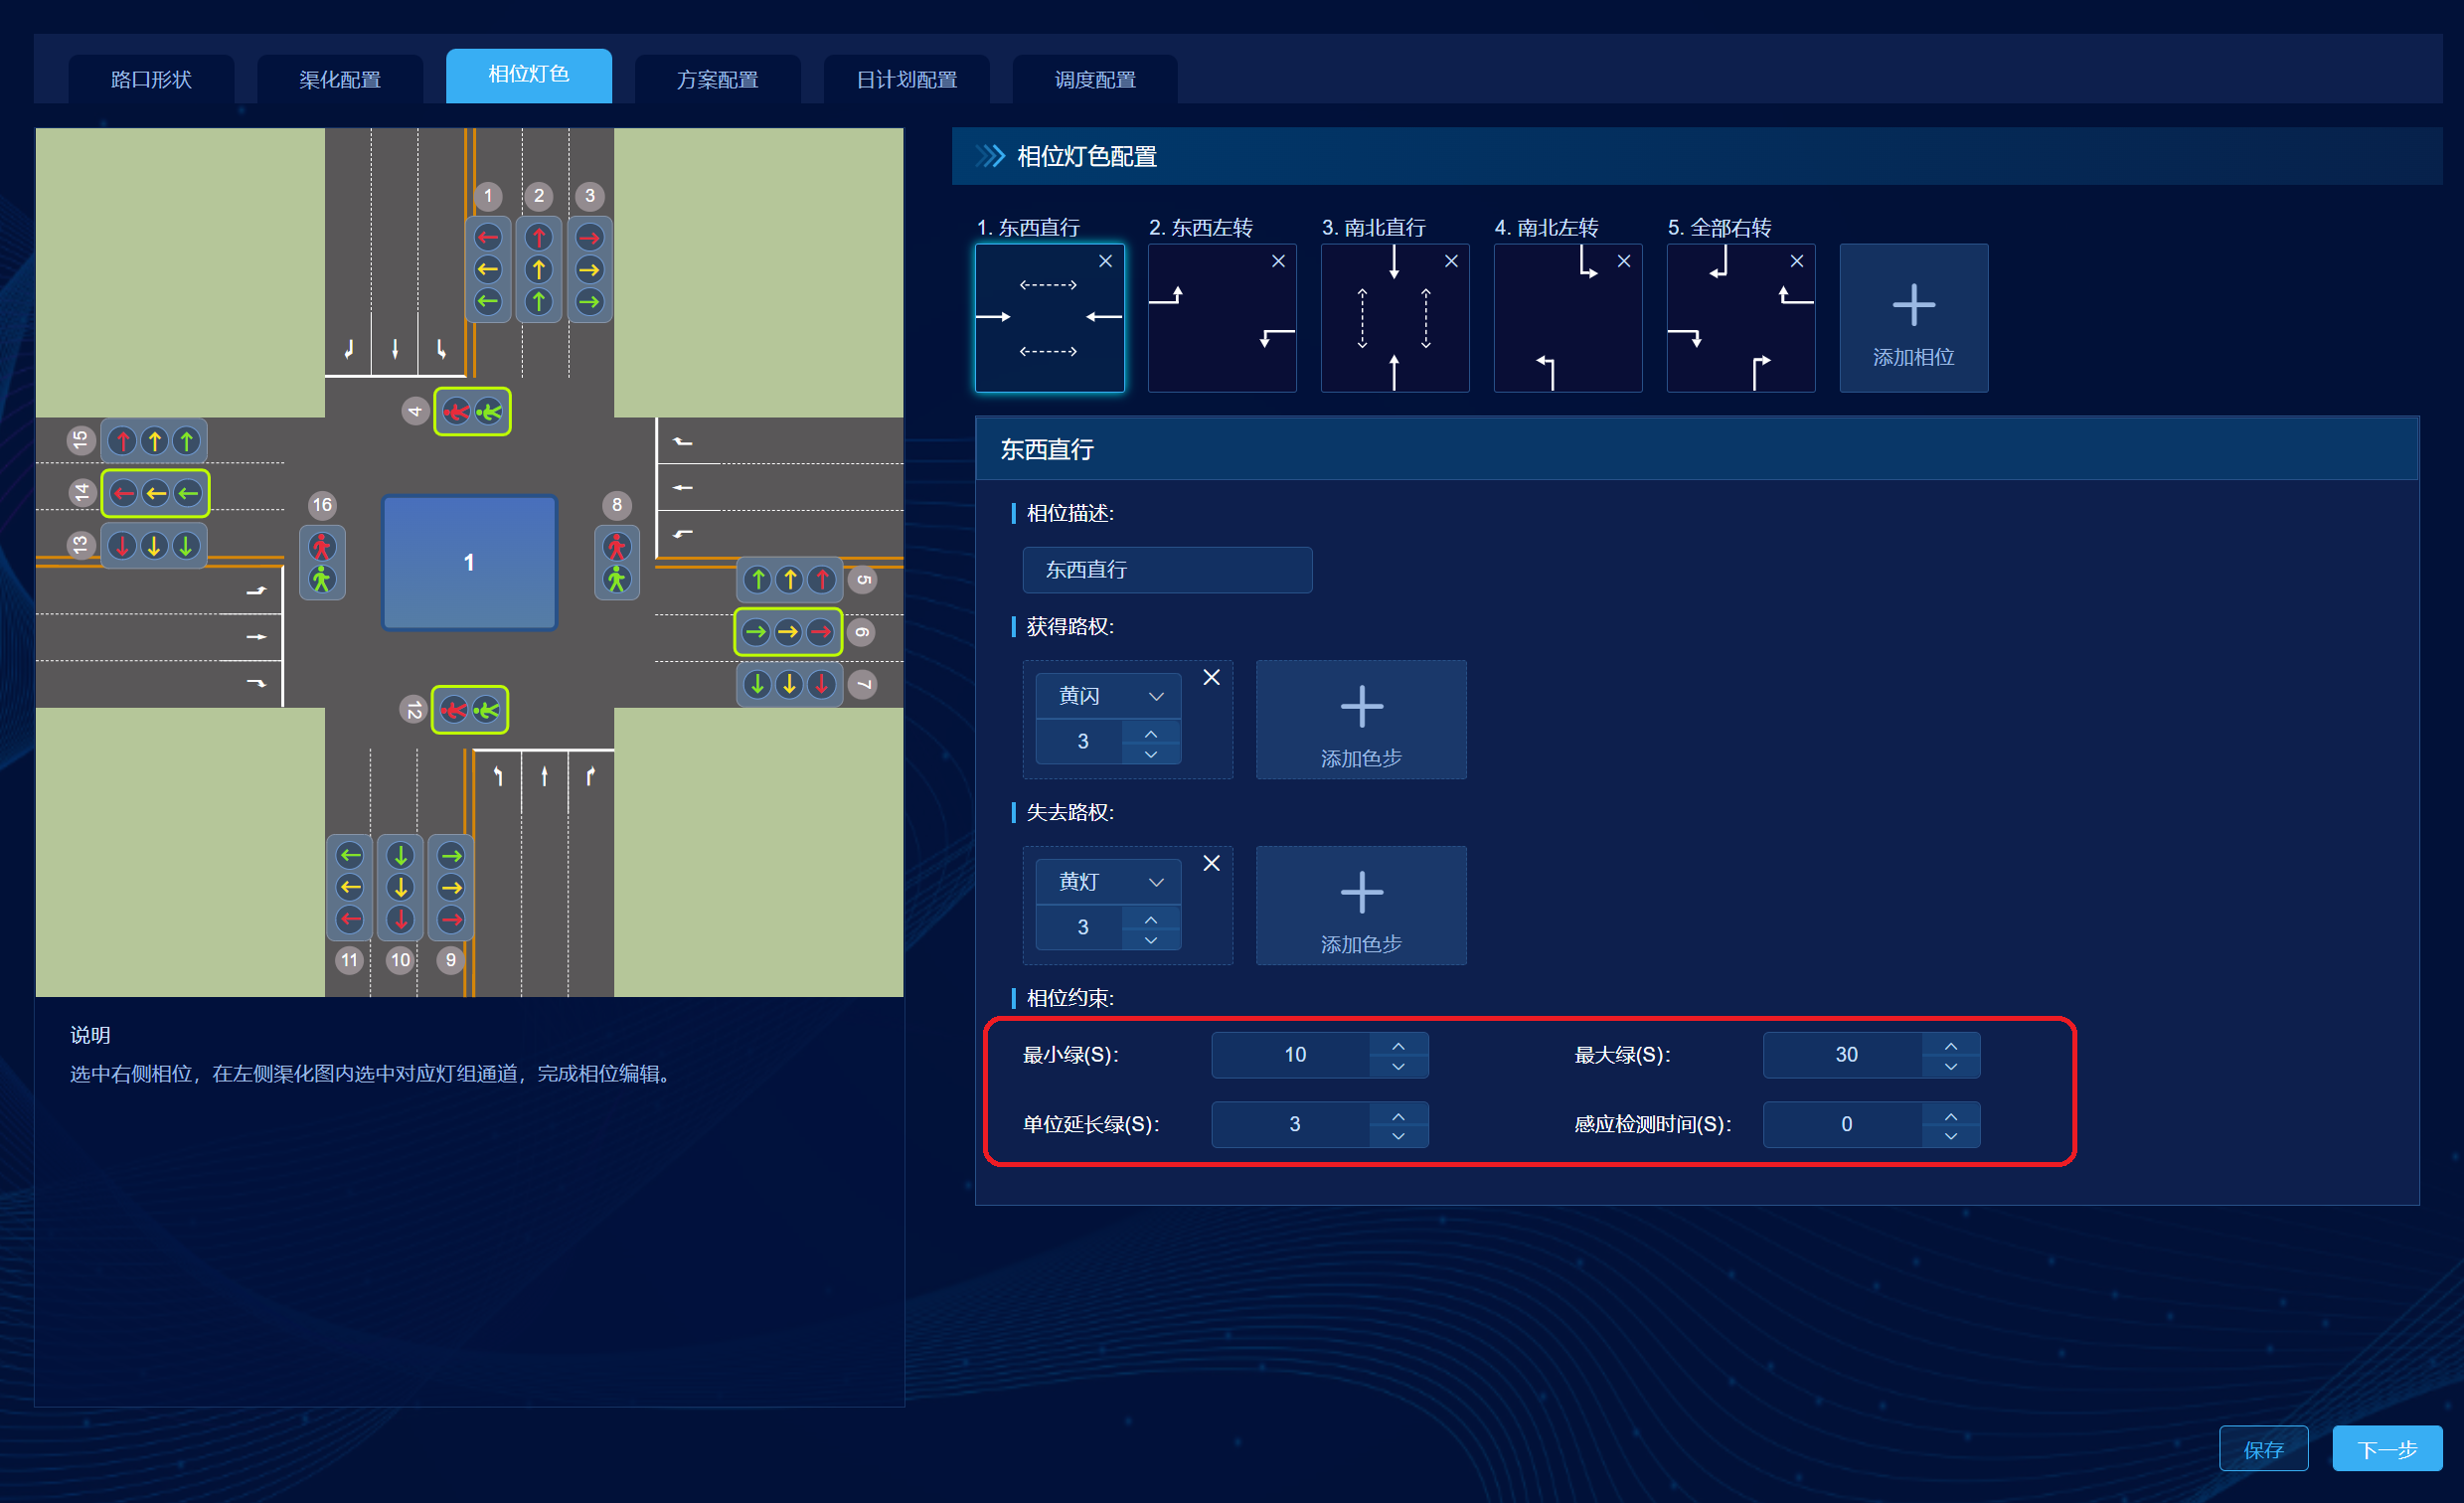 路口形状 渠化配置 相位灯色 方案配置 日计划配置 调度配置
1 2 3
4
15
14
13
16
8
1
5
6
7
12
11 10 9
说明
选中右侧相位，在左侧渠化图内选中对应灯组通道，完成相位编辑。
相位灯色配置
1. 东西直行 2. 东西左转 3. 南北直行 4. 南北左转 5. 全部右转
添加相位
东西直行
相位描述:
东西直行
获得路权:
黄闪
3
添加色步
失去路权:
黄灯
3
添加色步
相位约束:
最小绿(S): 10 最大绿(S): 30
单位延长绿(S): 3 感应检测时间(S): 0
保存 下一步